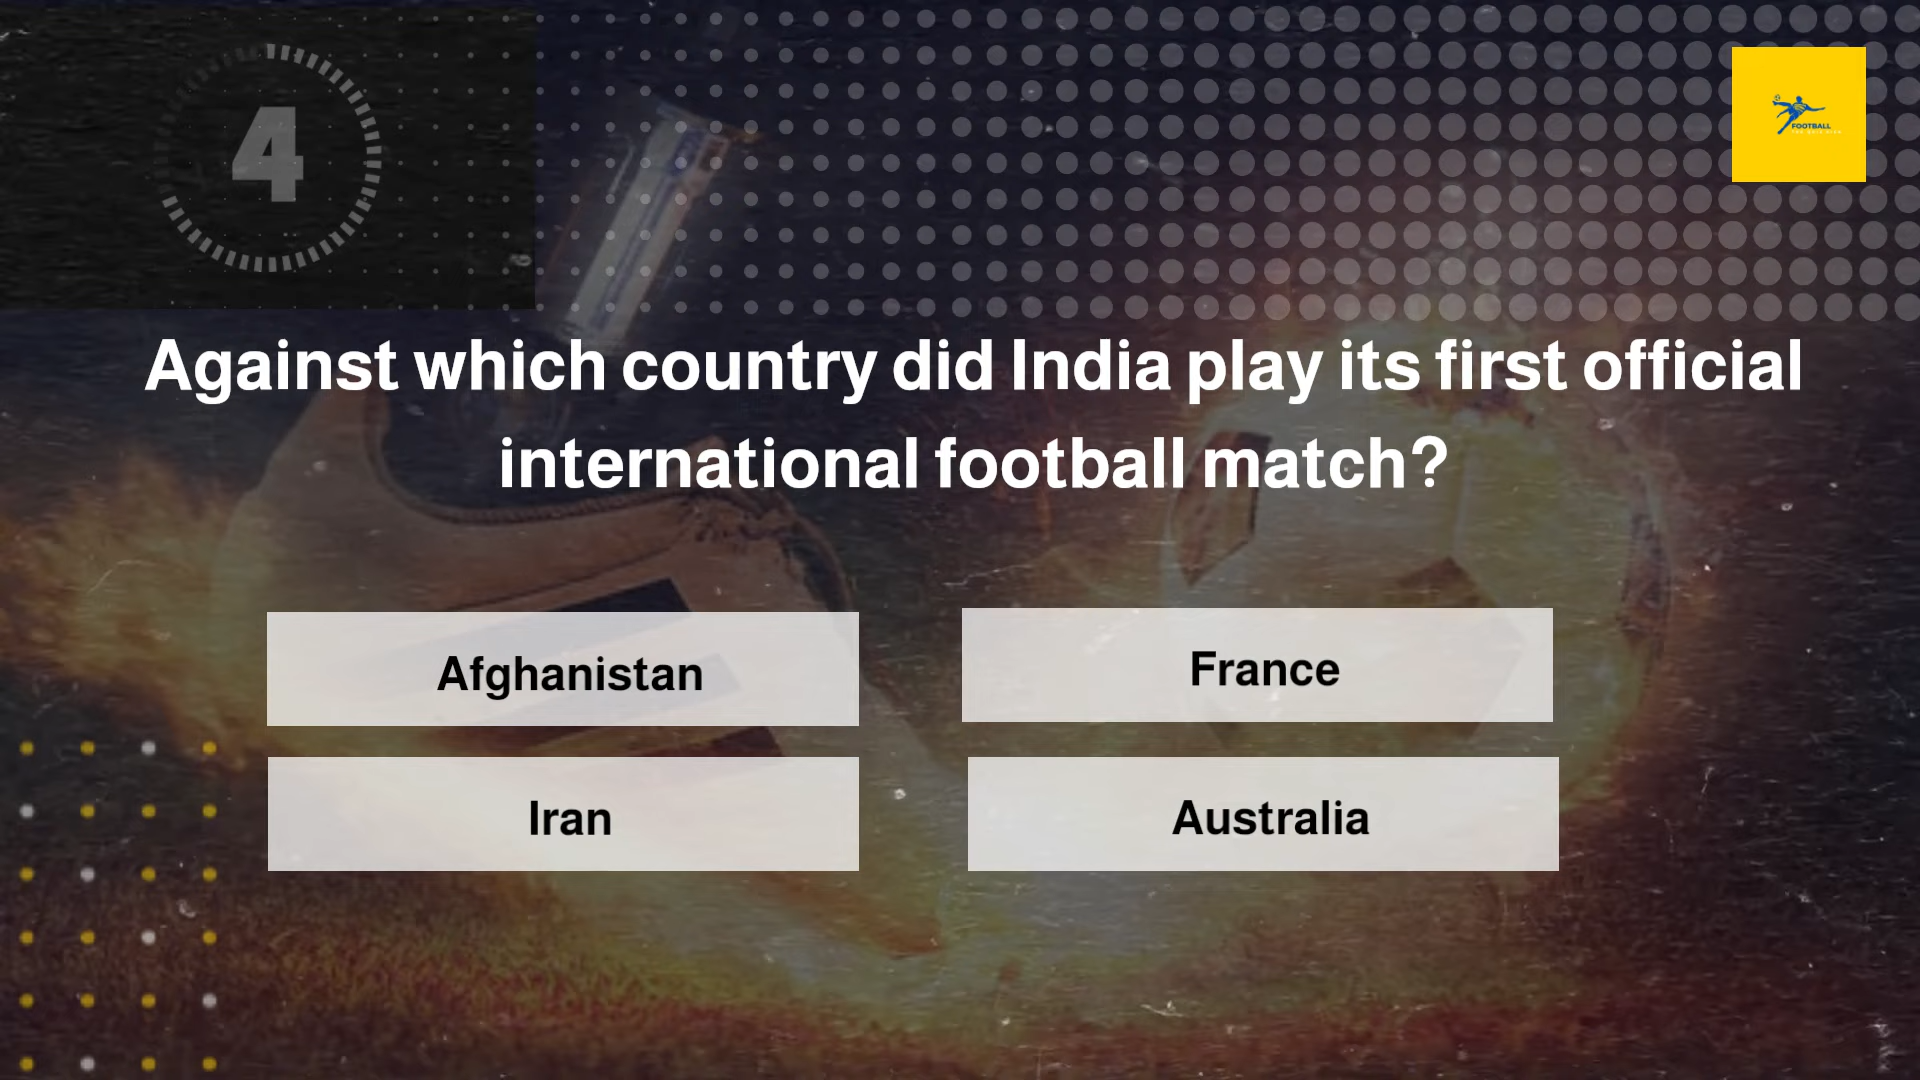 4
FOOTBALL
Against which country did India play its first official
international football match?
Afghanistan
France
Iran
Australia